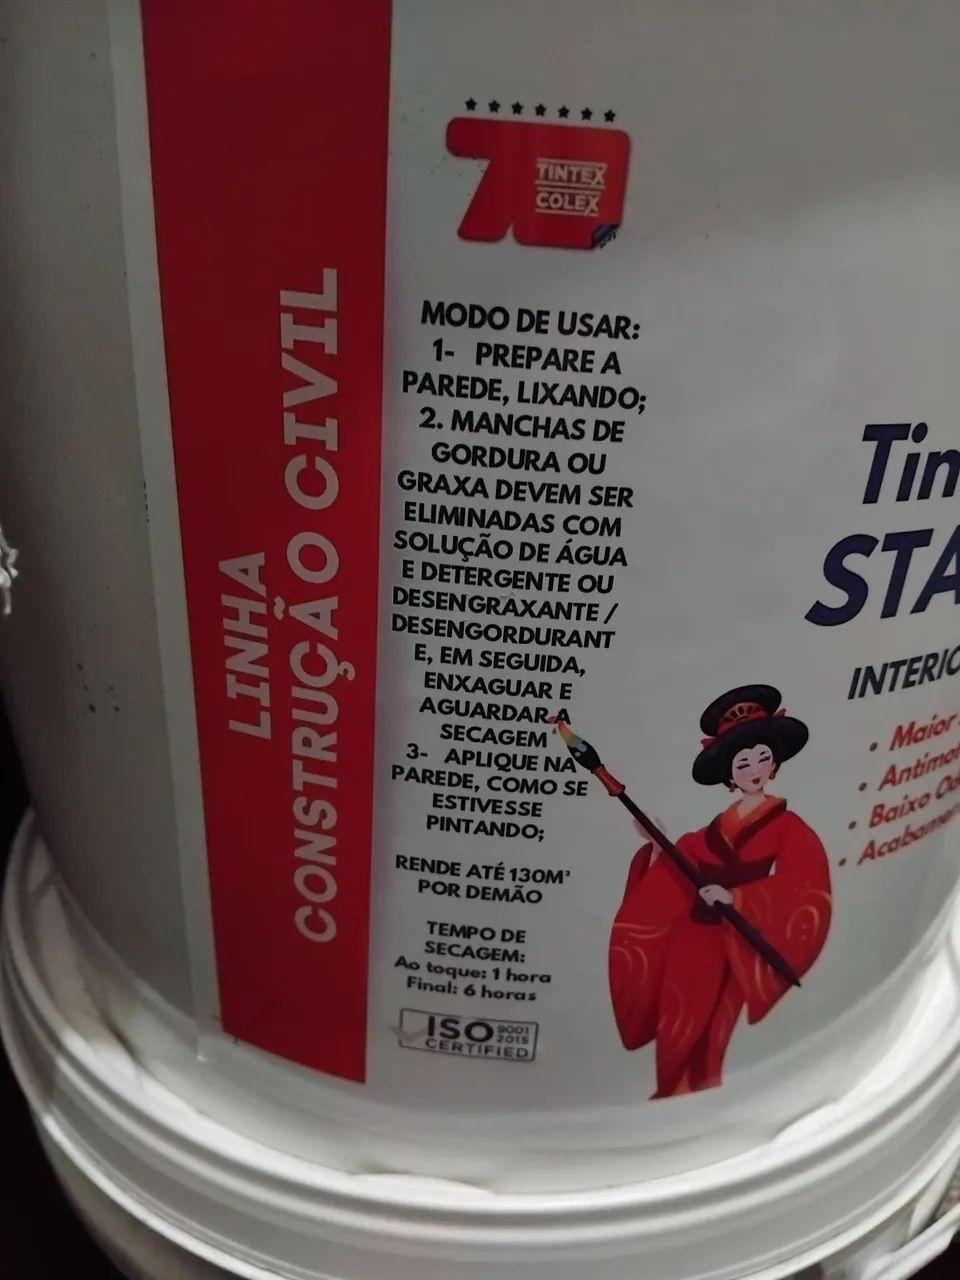 TINTEX
COLEX
LINHA
CONSTRUÇÃO CIVIL
MODO DE USAR:
1- PREPARE A
PAREDE, LIXANDO;
2. MANCHAS DE
GORDURA OU
GRAXA DEVEM SER
ELIMINADAS COM
SOLUÇÃO DE ÁGUA
E DETERGENTE OU
DESENGRAXANTE /
DESENGORDURANT
E, EM SEGUIDA,
ENXAGUAR E
AGUARDAR A
SECAGEM
3- APLIQUE NA
PAREDE, COMO SE
ESTIVESSE
PINTANDO;
RENDE ATÉ 130M²
POR DEMÃO
TEMPO DE
SECAGEM:
Ao toque: 1 hora
Final: 6 horas
ISO 9001
2015
CERTIFIED
Tin
STA
INTERIO
• Maior
• Antimof
• Baixo Od
• Acabame